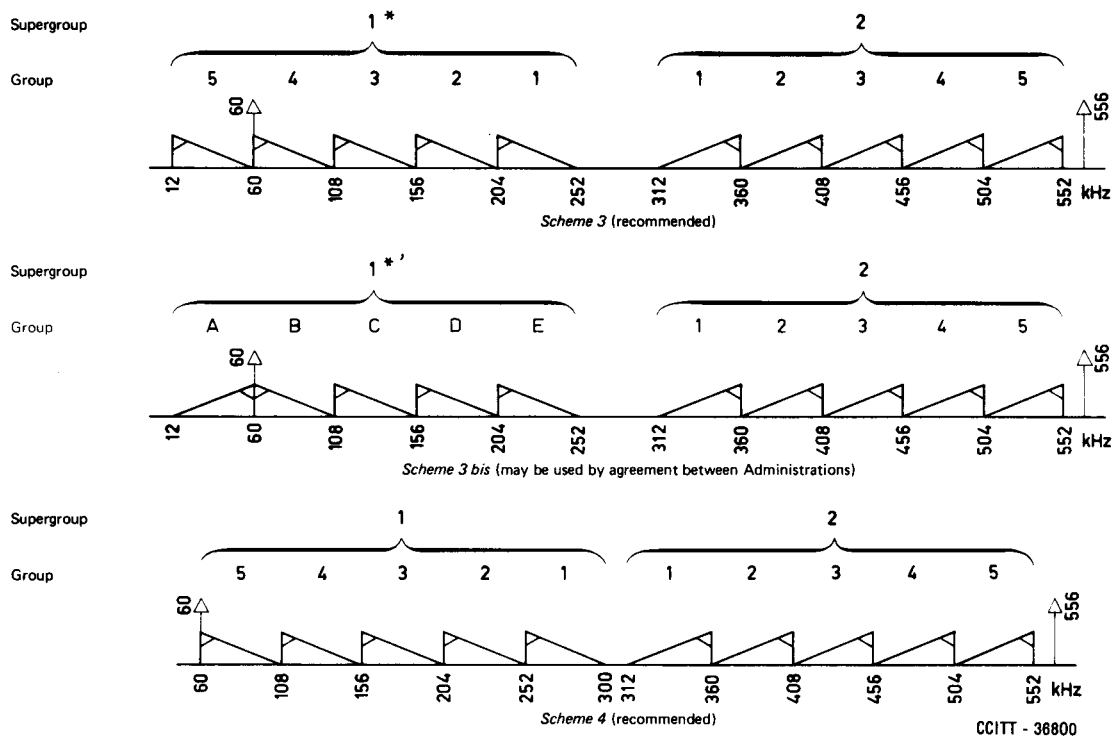 Supergroup 1 * 2
Group 5 4 3 2 1 1 2 3 4 5
60 556
12 60 108 156 204 252 312 360 408 456 504 552 kHz
Scheme 3 (recommended)
Supergroup 1 *’ 2
Group A B C D E 1 2 3 4 5
60 556
12 60 108 156 204 252 312 360 408 456 504 552 kHz
Scheme 3 bis (may be used by agreement between Administrations)
Supergroup 1 2
Group 5 4 3 2 1 1 2 3 4 5
60 556
60 108 156 204 252 300 312 360 408 456 504 552 kHz
Scheme 4 (recommended)
CCITT - 36800